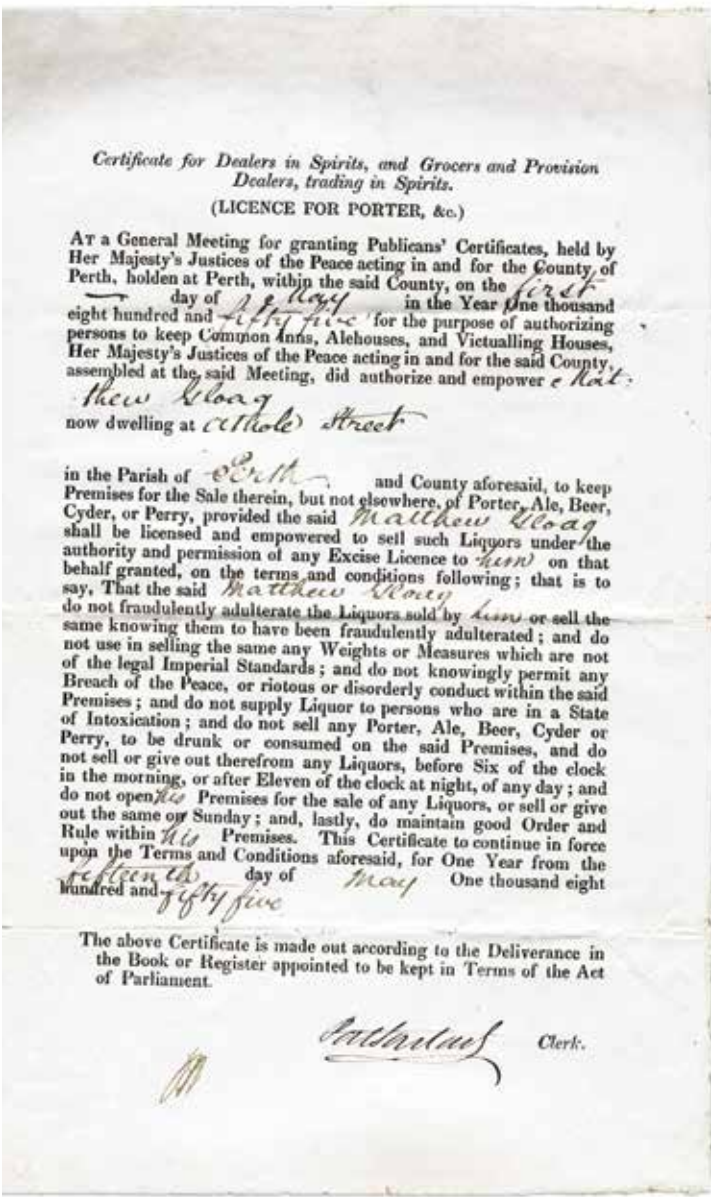 Certificate for Dealers in Spirits, and Grocers and Provision
Dealers, trading in Spirits.
(LICENCE FOR PORTER, &c.)
AT a General Meeting for granting Publicans' Certificates, held by
Her Majesty's Justices of the Peace acting in and for the County of
Perth, holden at Perth, within the said County, on the first
day of May in the Year One thousand
eight hundred and fifty five for the purpose of authorizing
persons to keep Common Inns, Alehouses, and Victualling Houses,
Her Majesty's Justices of the Peace acting in and for the said County,
assembled at the said Meeting, did authorize and empower Mat:
thew Gloag
now dwelling at Athole Street
in the Parish of Perth and County aforesaid, to keep
Premises for the Sale therein, but not elsewhere, of Porter, Ale, Beer,
Cyder, or Perry, provided the said Matthew Gloag
shall be licensed and empowered to sell such Liquors under the
authority and permission of any Excise Licence to him on that
behalf granted, on the terms and conditions following; that is to
say, That the said Matthew Gloag
do not fraudulently adulterate the Liquors sold by him or sell the
same knowing them to have been fraudulently adulterated; and do
not use in selling the same any Weights or Measures which are not
of the legal Imperial Standards; and do not knowingly permit any
Breach of the Peace, or riotous or disorderly conduct within the said
Premises; and do not supply Liquor to persons who are in a State
of Intoxication; and do not sell any Porter, Ale, Beer, Cyder or
Perry, to be drunk or consumed on the said Premises, and do
not sell or give out therefrom any Liquors, before Six of the clock
in the morning, or after Eleven of the clock at night, of any day; and
do not open his Premises for the sale of any Liquors, or sell or give
out the same on Sunday; and, lastly, do maintain good Order and
Rule within his Premises. This Certificate to continue in force
upon the Terms and Conditions aforesaid, for One Year from the
fifteenth day of May One thousand eight
hundred and fifty five
The above Certificate is made out according to the Deliverance in
the Book or Register appointed to be kept in Terms of the Act
of Parliament.
Clerk.